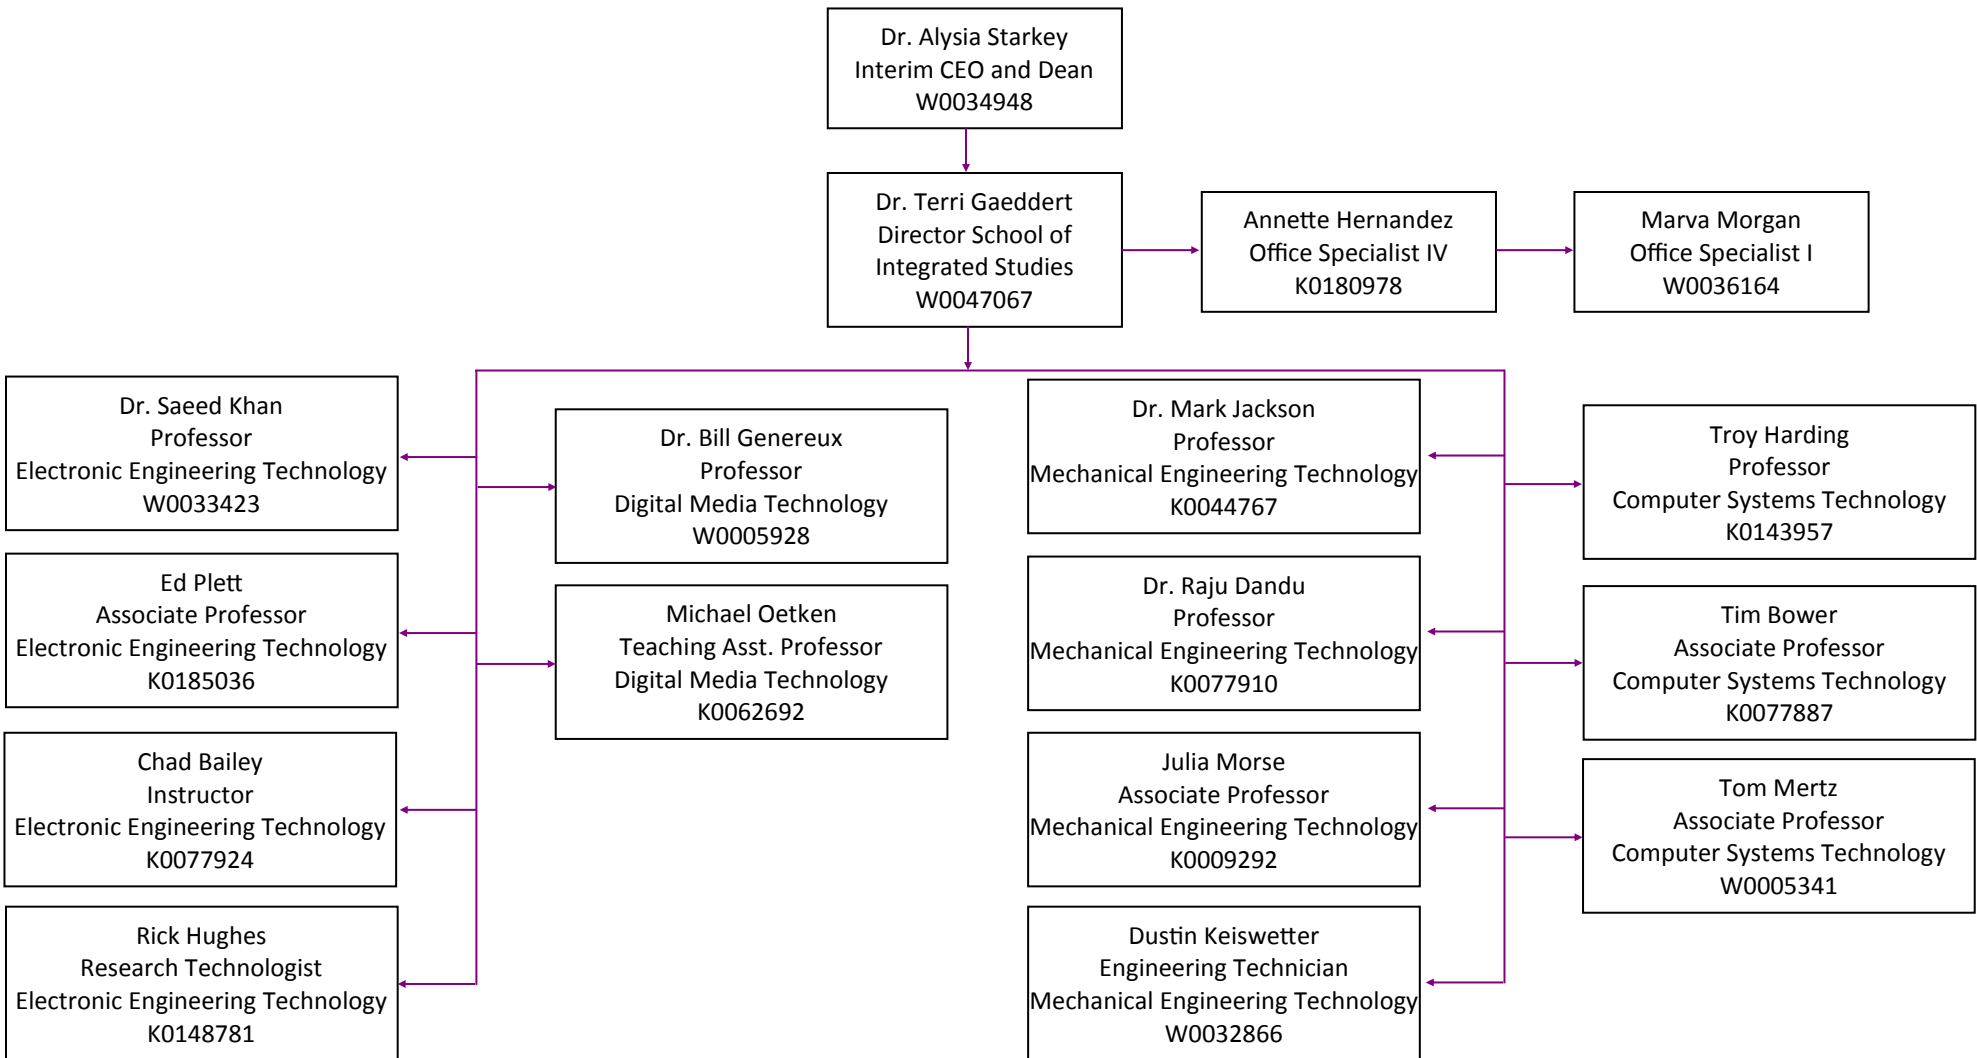 Dr. Alysia Starkey
Interim CEO and Dean
W0034948
Dr. Terri Gaeddert
Director School of
Integrated Studies
W0047067
Annette Hernandez
Office Specialist IV
K0180978
Marva Morgan
Office Specialist I
W0036164
Dr. Saeed Khan
Professor
Electronic Engineering Technology
W0033423
Ed Plett
Associate Professor
Electronic Engineering Technology
K0185036
Chad Bailey
Instructor
Electronic Engineering Technology
K0077924
Rick Hughes
Research Technologist
Electronic Engineering Technology
K0148781
Dr. Bill Genereux
Professor
Digital Media Technology
W0005928
Michael Oetken
Teaching Asst. Professor
Digital Media Technology
K0062692
Dr. Mark Jackson
Professor
Mechanical Engineering Technology
K0044767
Dr. Raju Dandu
Professor
Mechanical Engineering Technology
K0077910
Julia Morse
Associate Professor
Mechanical Engineering Technology
K0009292
Dustin Keiswetter
Engineering Technician
Mechanical Engineering Technology
W0032866
Troy Harding
Professor
Computer Systems Technology
K0143957
Tim Bower
Associate Professor
Computer Systems Technology
K0077887
Tom Mertz
Associate Professor
Computer Systems Technology
W0005341